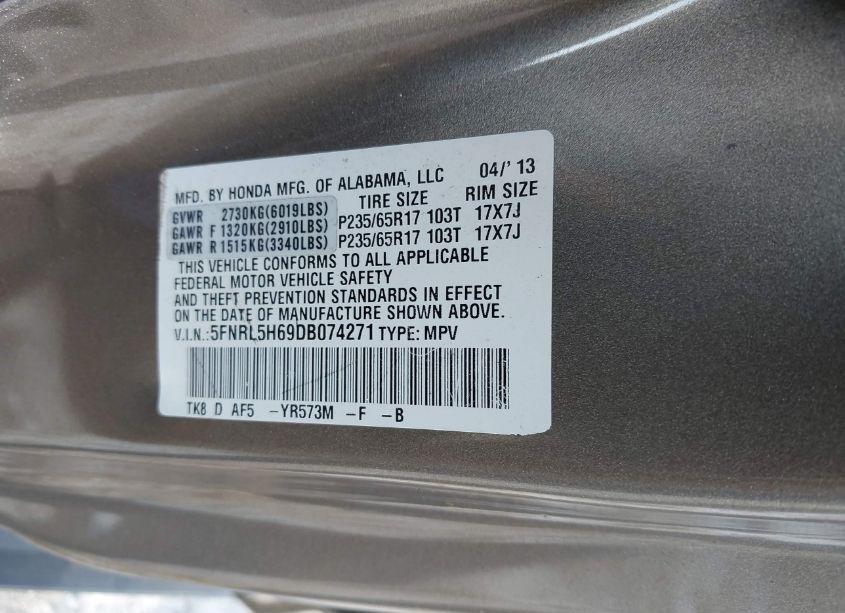 MFD. BY HONDA MFG. OF ALABAMA, LLC 04/' 13
TIRE SIZE RIM SIZE
GVWR 2730KG(6019LBS)
GAWR F 1320KG(2910LBS) P235/65R17 103T 17X7J
GAWR R 1515KG(3340LBS) P235/65R17 103T 17X7J
THIS VEHICLE CONFORMS TO ALL APPLICABLE
FEDERAL MOTOR VEHICLE SAFETY
AND THEFT PREVENTION STANDARDS IN EFFECT
ON THE DATE OF MANUFACTURE SHOWN ABOVE.
V.I.N.:5FNRL5H69DB074271 TYPE: MPV
TK8 D AF5 -YR573M -F -B